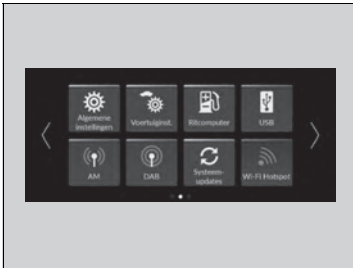 Algemene
instellingen
Voertuiginst.
Ritcomputer
USB
AM
DAB
Systeem-
updates
Wi-Fi Hotspot